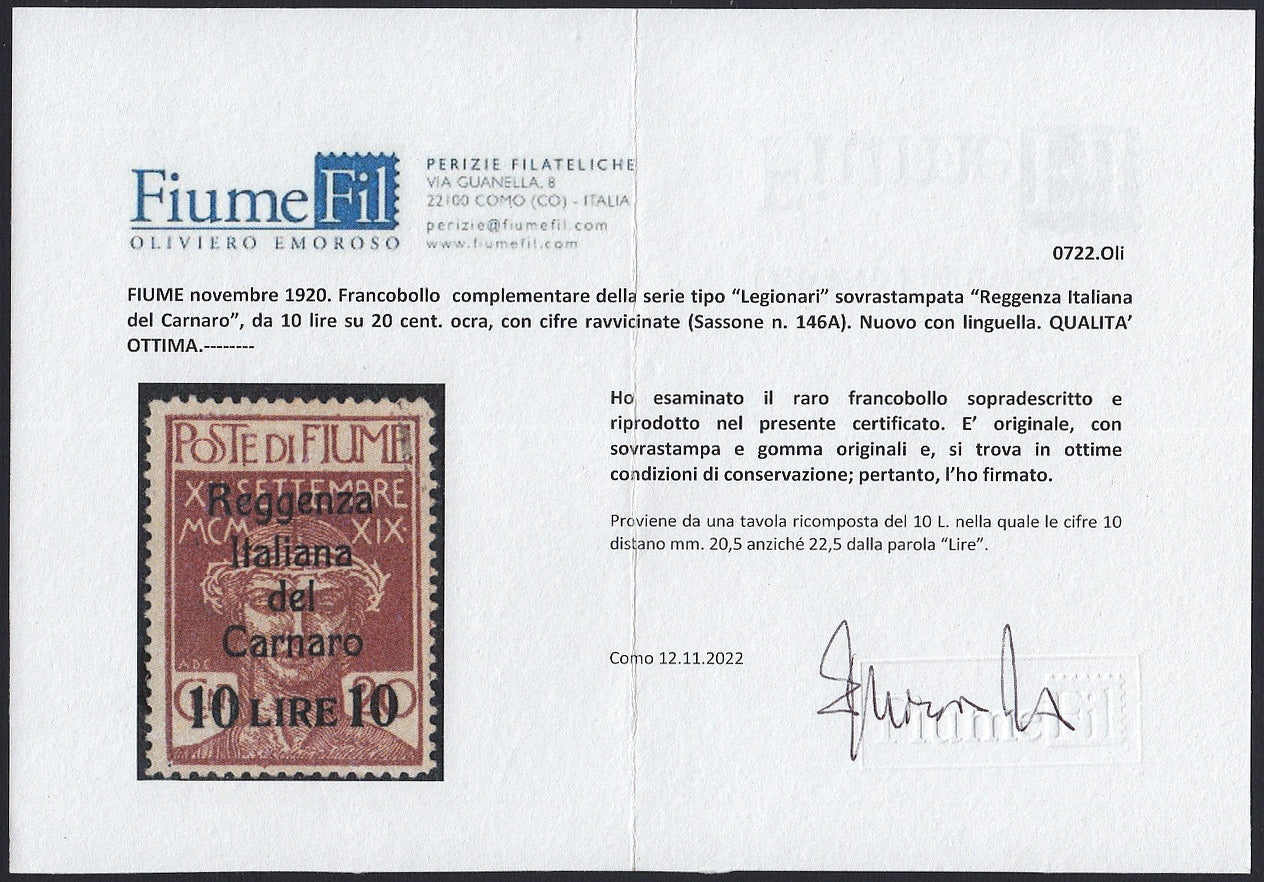 Fiume Fil
OLIVIERO EMOROSO
PERIZIE FILATELICHE
VIA GUANELLA, 8
22100 COMO (CO) - ITALIA
perizie@fiumefil.com
www.fiumefil.com
0722.Oli
FIUME novembre 1920. Francobollo complementare della serie tipo “Legionari” sovrastampata “Reggenza Italiana
del Carnaro”, da 10 lire su 20 cent. ocra, con cifre ravvicinate (Sassone n. 146A). Nuovo con linguella. QUALITA’
OTTIMA.--------
POSTE DI FIUME
SETTEMBRE
MCM XIX
Reggenza
Italiana
del
Carnaro
20
10 LIRE 10
Ho esaminato il raro francobollo sopradescritto e
riprodotto nel presente certificato. E’ originale, con
sovrastampa e gomma originali e, si trova in ottime
condizioni di conservazione; pertanto, l’ho firmato.
Proviene da una tavola ricomposta del 10 L. nella quale le cifre 10
distano mm. 20,5 anziché 22,5 dalla parola “Lire”.
Como 12.11.2022
FiumeFil